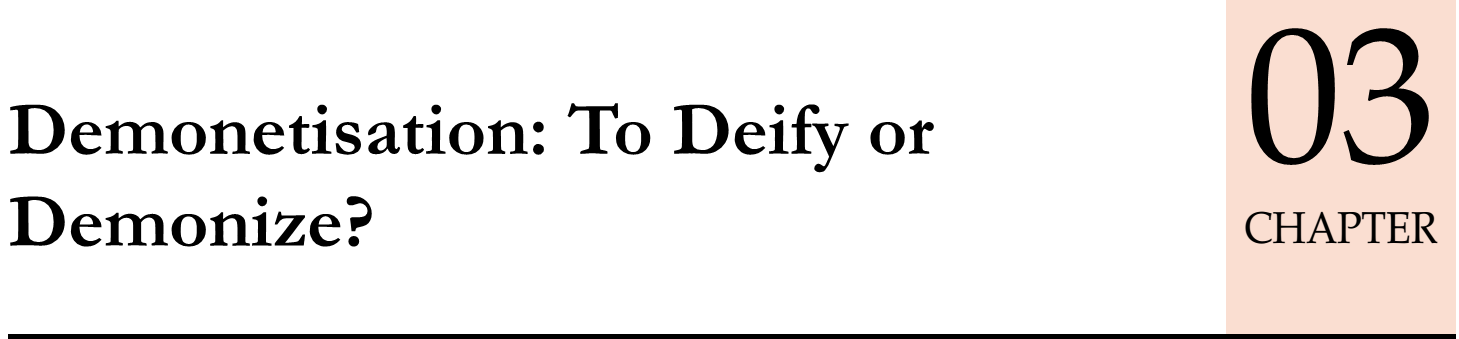 Demonetisation: To Deify or
Demonize?
03
CHAPTER